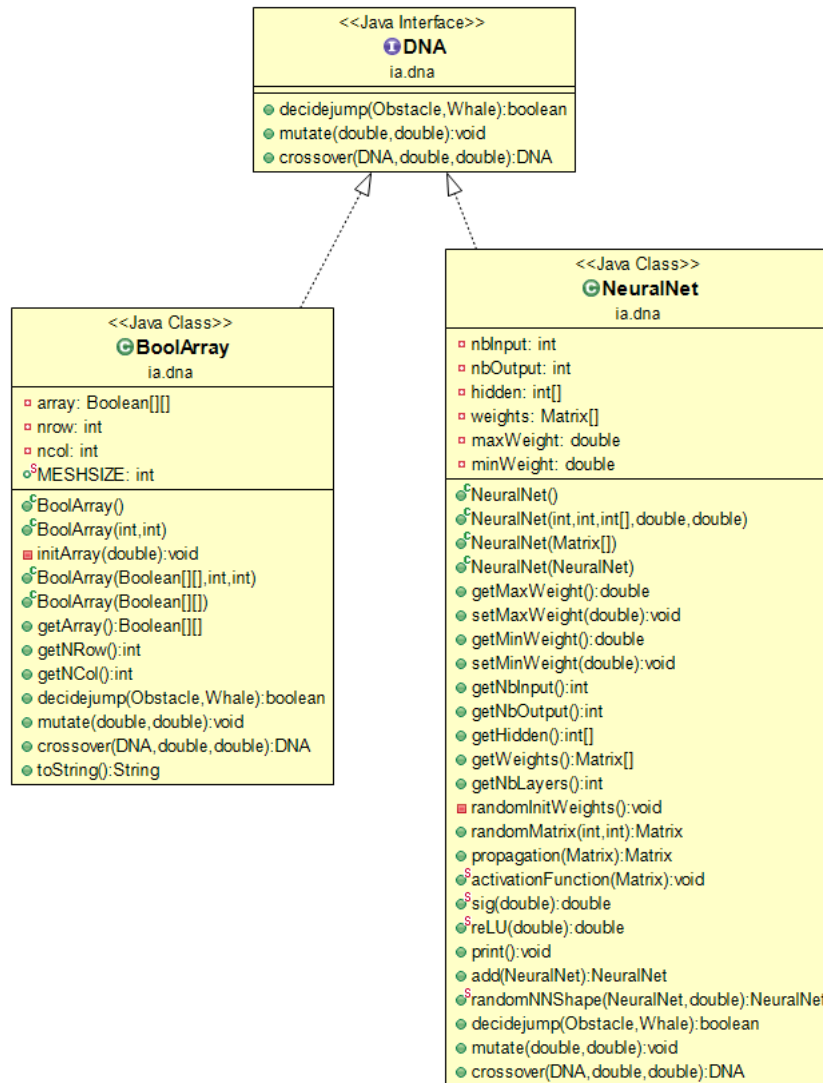 <<Java Interface>>
DNA
ia.dna
decidejump(Obstacle,Whale):boolean
mutate(double,double):void
crossover(DNA,double,double):DNA
<<Java Class>>
BoolArray
ia.dna
array: Boolean[][]
nrow: int
ncol: int
MESHSIZE: int
BoolArray()
BoolArray(int,int)
initArray(double):void
BoolArray(Boolean[][],int,int)
BoolArray(Boolean[][])
getArray():Boolean[][]
getNRow():int
getNCol():int
decidejump(Obstacle,Whale):boolean
mutate(double,double):void
crossover(DNA,double,double):DNA
toString():String
<<Java Class>>
NeuralNet
ia.dna
nbInput: int
nbOutput: int
hidden: int[]
weights: Matrix[]
maxWeight: double
minWeight: double
NeuralNet()
NeuralNet(int,int,int[],double,double)
NeuralNet(Matrix[])
NeuralNet(NeuralNet)
getMaxWeight():double
setMaxWeight(double):void
getMinWeight():double
setMinWeight(double):void
getNbInput():int
getNbOutput():int
getHidden():int[]
getWeights():Matrix[]
getNbLayers():int
randomInitWeights():void
randomMatrix(int,int):Matrix
propagation(Matrix):Matrix
activationFunction(Matrix):void
sig(double):double
reLU(double):double
print():void
add(NeuralNet):NeuralNet
randomNNShape(NeuralNet,double):NeuralNet
decidejump(Obstacle,Whale):boolean
mutate(double,double):void
crossover(DNA,double,double):DNA